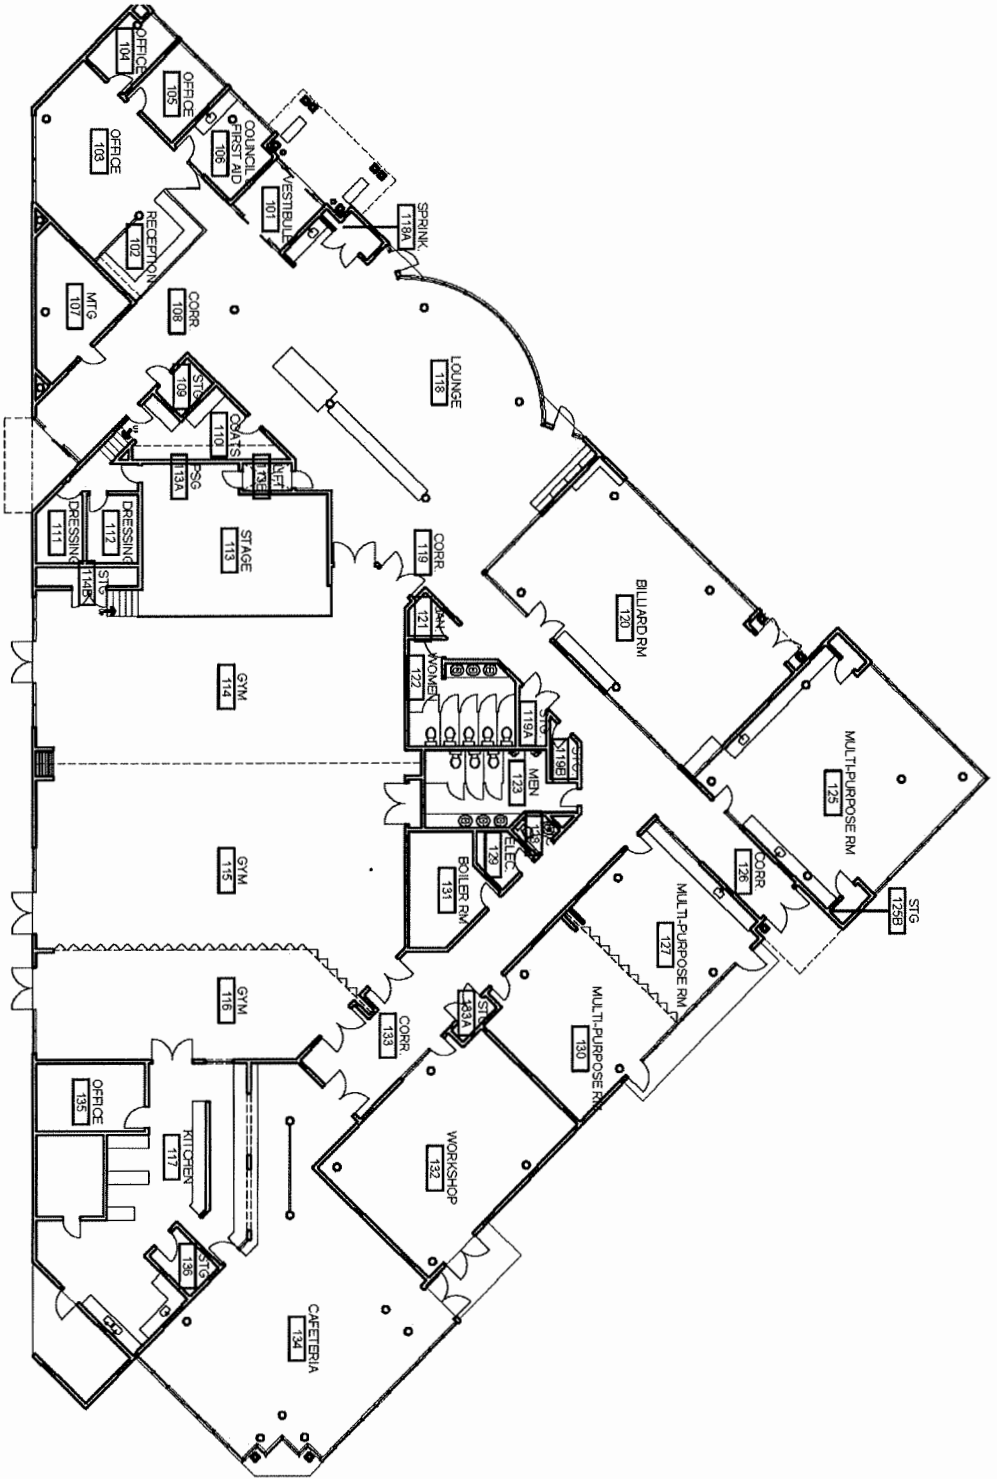 OFFICE
104
OFFICE
105
OFFICE
103
COUNCIL
FIRST AID
106
VESTIBULE
101
RECEPTION
102
SPRINK.
118A
MTG
107
CORR
108
STG
109
COATS
110
LOUNGE
118
PSG
113A
DRESSING
111
DRESSING
112
STAGE
113
STG
114B
CORR.
119
JAN.
121
WOMEN
122
BILLIARD RM
120
STG
119A
119B
MEN
123
GYM
114
MULTI-PURPOSE RM
125
STG
125B
CORR
126
MULTI-PURPOSE RM
127
128
ELEC.
129
BOILER RM
131
GYM
115
GYM
116
MULTI-PURPOSE RM
130
STG
133A
CORR.
133
WORKSHOP
132
OFFICE
135
KITCHEN
117
STG
136
CAFETERIA
134